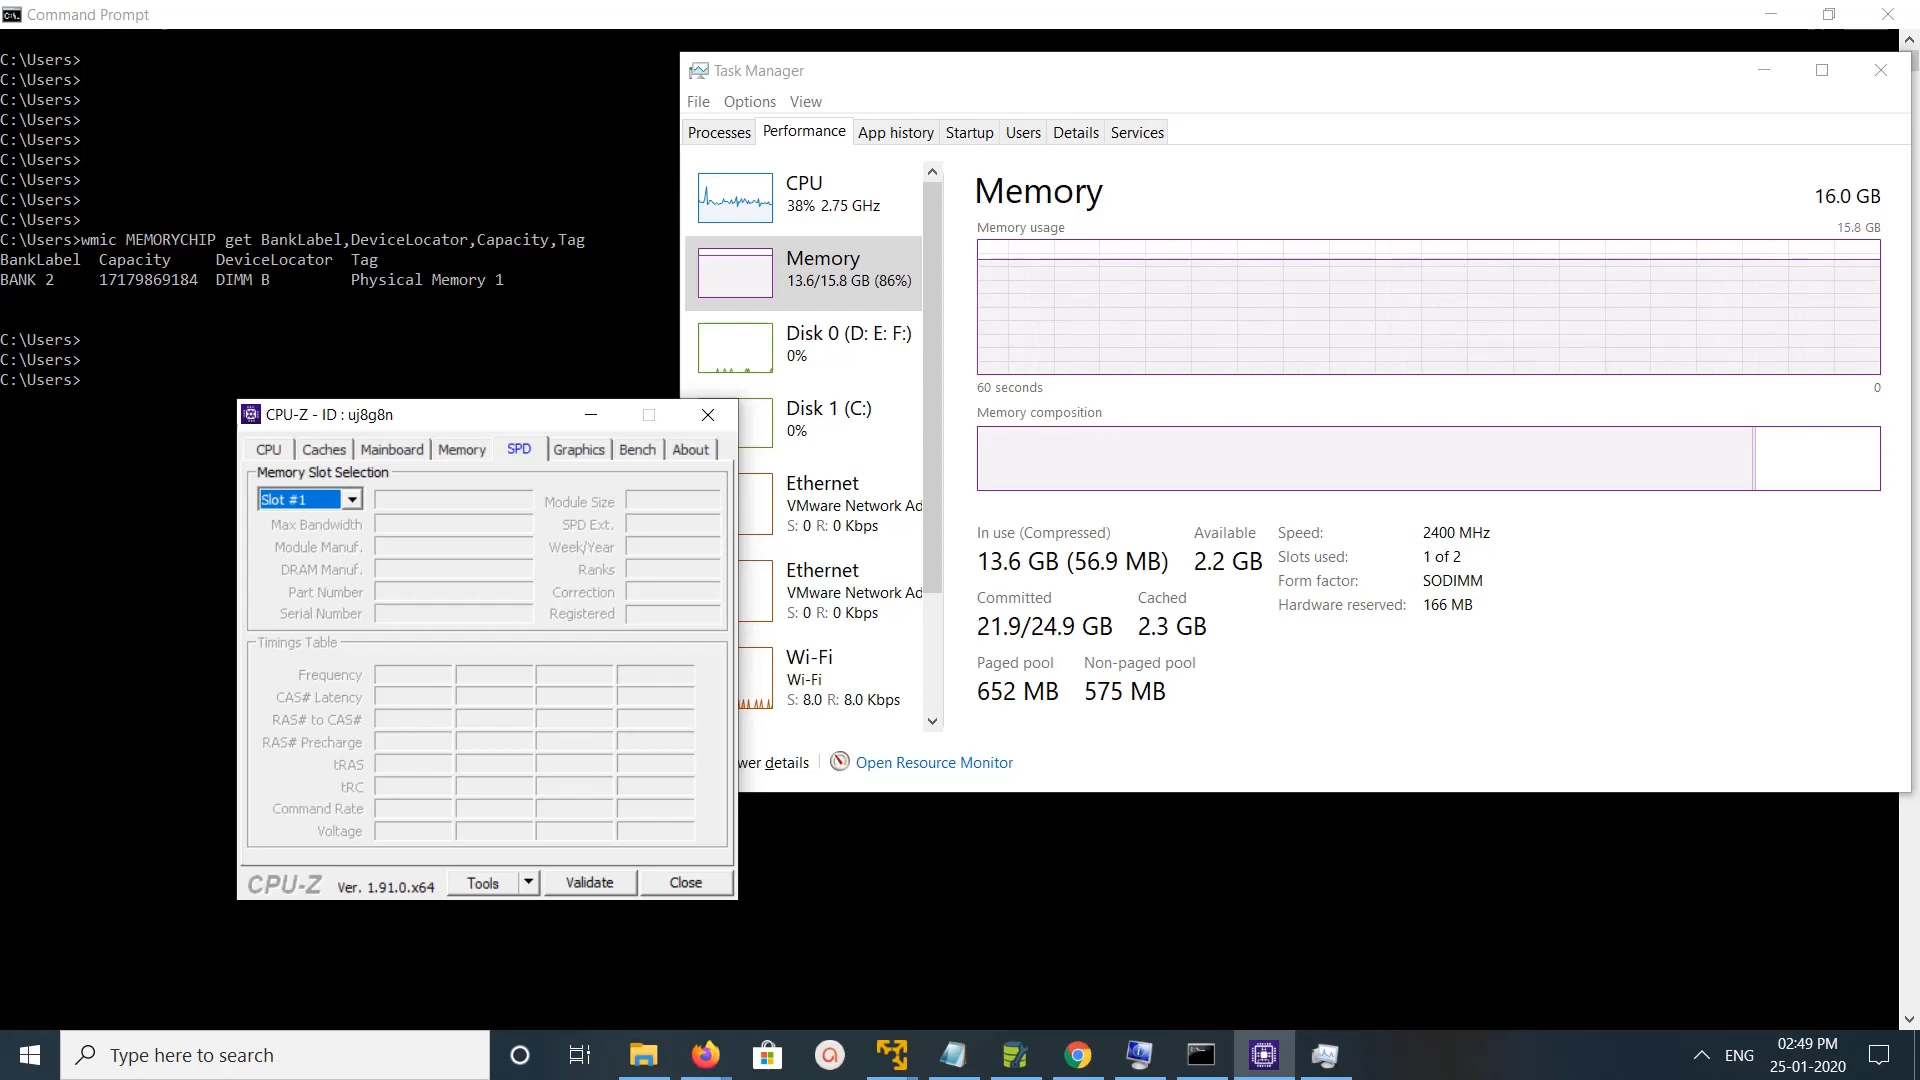 Command Prompt
C:\Users>
C:\Users>
C:\Users>
C:\Users>
C:\Users>
C:\Users>
C:\Users>
C:\Users>
C:\Users>
C:\Users>wmic MEMORYCHIP get BankLabel,DeviceLocator,Capacity,Tag
BankLabel Capacity DeviceLocator Tag
BANK 2 17179869184 DIMM B Physical Memory 1
C:\Users>
C:\Users>
C:\Users>
Task Manager
File Options View
Processes Performance App history Startup Users Details Services
CPU
38% 2.75 GHz
Memory
13.6/15.8 GB (86%)
Disk 0 (D: E: F:)
0%
Disk 1 (C:)
0%
Ethernet
VMware Network Ad
S: 0 R: 0 Kbps
Ethernet
VMware Network Ad
S: 0 R: 0 Kbps
Wi-Fi
Wi-Fi
S: 8.0 R: 8.0 Kbps
Memory 16.0 GB
Memory usage 15.8 GB
60 seconds 0
Memory composition
In use (Compressed) Available
13.6 GB (56.9 MB) 2.2 GB
Committed Cached
21.9/24.9 GB 2.3 GB
Paged pool Non-paged pool
652 MB 575 MB
Speed: 2400 MHz
Slots used: 1 of 2
Form factor: SODIMM
Hardware reserved: 166 MB
wer details Open Resource Monitor
CPU-Z - ID : uj8g8n
CPU Caches Mainboard Memory SPD Graphics Bench About
Memory Slot Selection
Slot #1 Module Size
Max Bandwidth SPD Ext.
Module Manuf. Week/Year
DRAM Manuf. Ranks
Part Number Correction
Serial Number Registered
Timings Table
Frequency
CAS# Latency
RAS# to CAS#
RAS# Precharge
tRAS
tRC
Command Rate
Voltage
CPU-Z Ver. 1.91.0.x64 Tools Validate Close
Type here to search
ENG
02:49 PM
25-01-2020